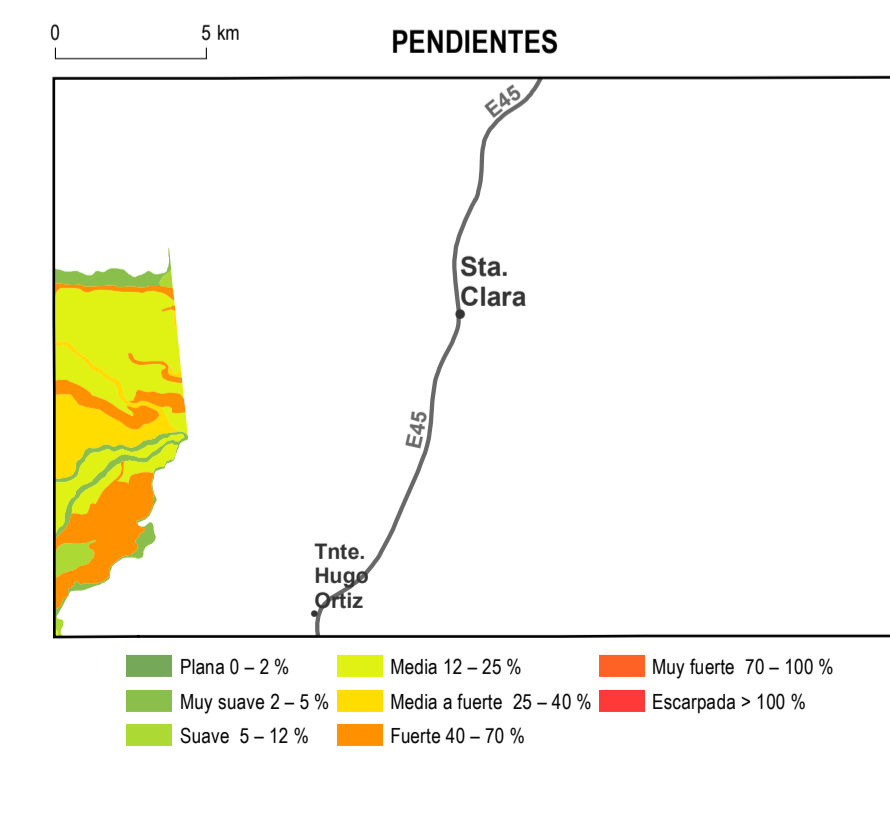 0 5 km
PENDIENTES
E45
Sta.
Clara
E45
Tnte.
Hugo
Ortiz
Plana 0 – 2 %
Muy suave 2 – 5 %
Suave 5 – 12 %
Media 12 – 25 %
Media a fuerte 25 – 40 %
Fuerte 40 – 70 %
Muy fuerte 70 – 100 %
Escarpada > 100 %